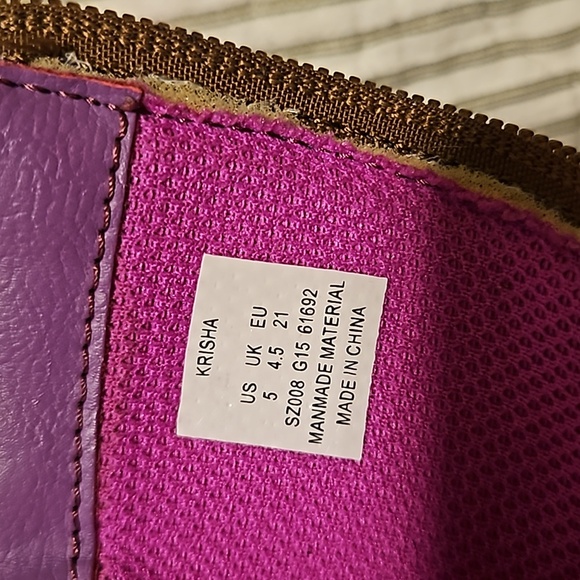 KRISHA
US UK EU
5 4.5 21
SZ008 G15 61692
MANMADE MATERIAL
MADE IN CHINA